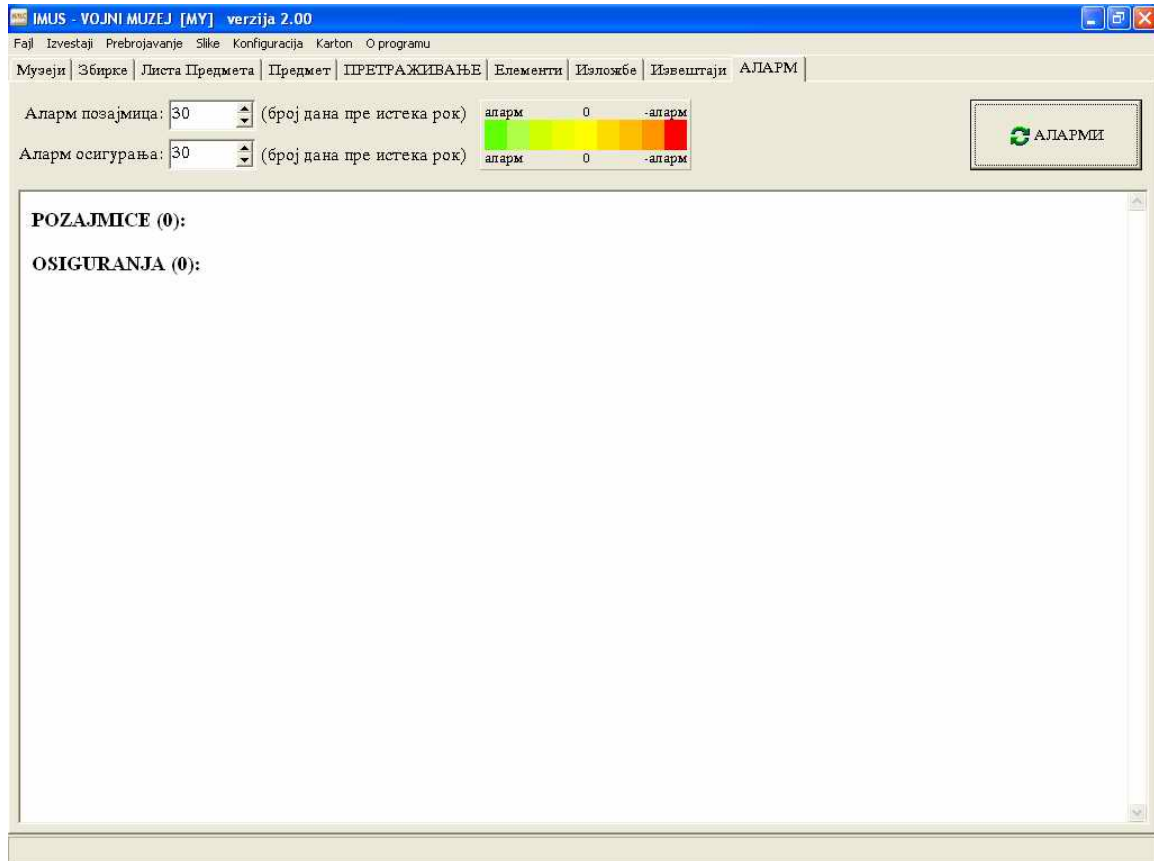 IMUS - VOJNI MUZEJ [MY] verzija 2.00
Fajl Izvestaji Prebrojavanje Slike Konfiguracija Karton O programu
Музеји Збирке Листа Предмета Предмет ПРЕТРАЖИВАЊЕ Елементи Изложбе Извештаји АЛАРМ
Аларм позајмица: 30 (број дана пре истека рок) аларм 0 -аларм
АЛАРМИ
Аларм осигурања: 30 (број дана пре истека рок) аларм 0 -аларм
POZAJMICE (0):
OSIGURANJA (0):